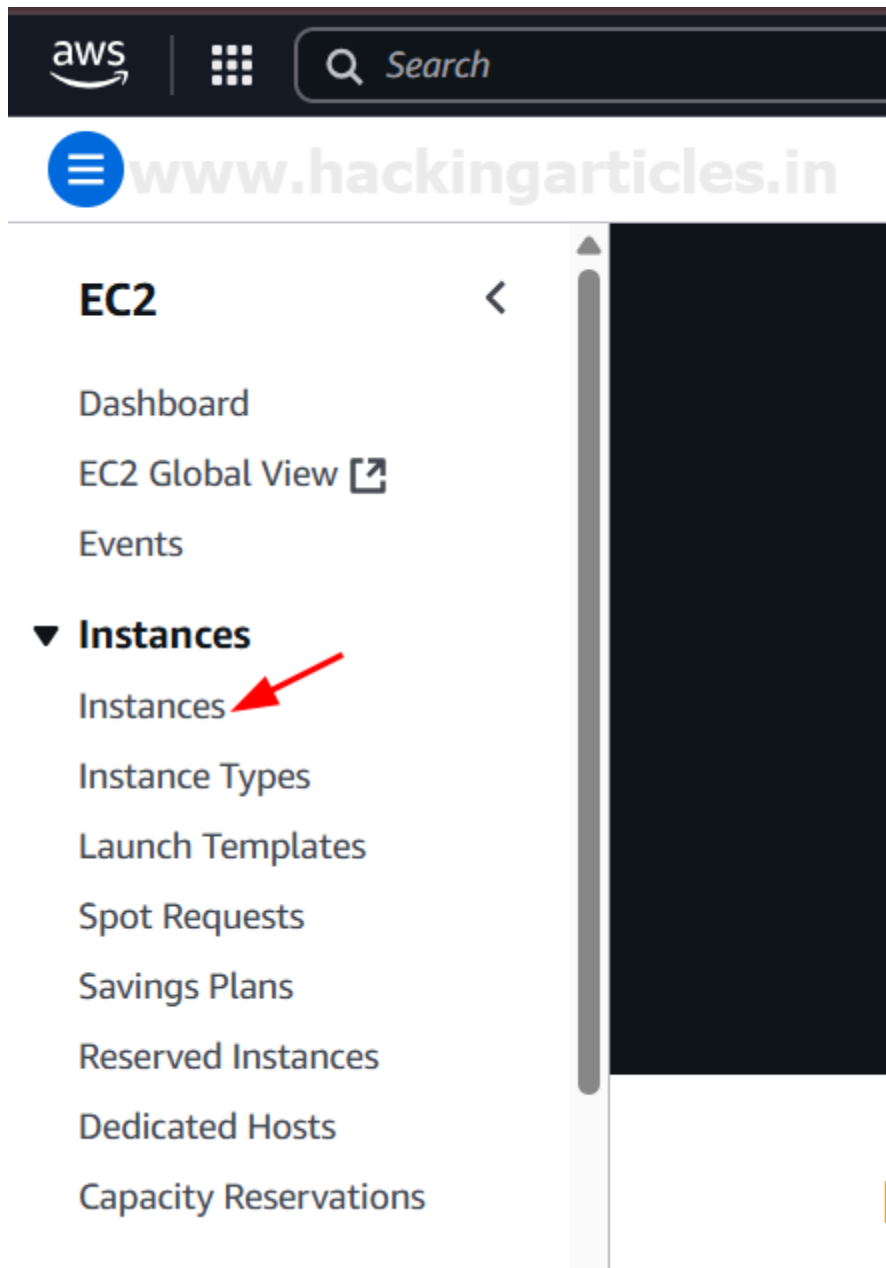 aws
Search
www.hackingarticles.in
EC2
Dashboard
EC2 Global View
Events
Instances
Instances
Instance Types
Launch Templates
Spot Requests
Savings Plans
Reserved Instances
Dedicated Hosts
Capacity Reservations